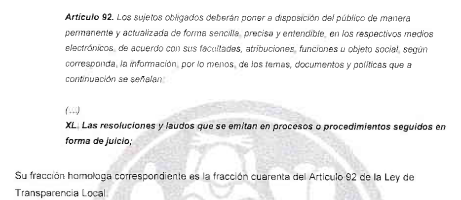 Artículo 92. Los sujetos obligados deberán poner a disposición del público de manera
permanente y actualizada de forma sencilla, precisa y entendible, en los respectivos medios
electrónicos, de acuerdo con sus facultades, atribuciones, funciones u objeto social, según
corresponda, la información, por lo menos, de los temas, documentos y políticas que a
continuación se señalan:
(...)
XL. Las resoluciones y laudos que se emitan en procesos o procedimientos seguidos en
forma de juicio;
Su fracción homologa correspondiente es la fracción cuarenta del Artículo 92 de la Ley de
Transparencia Local.